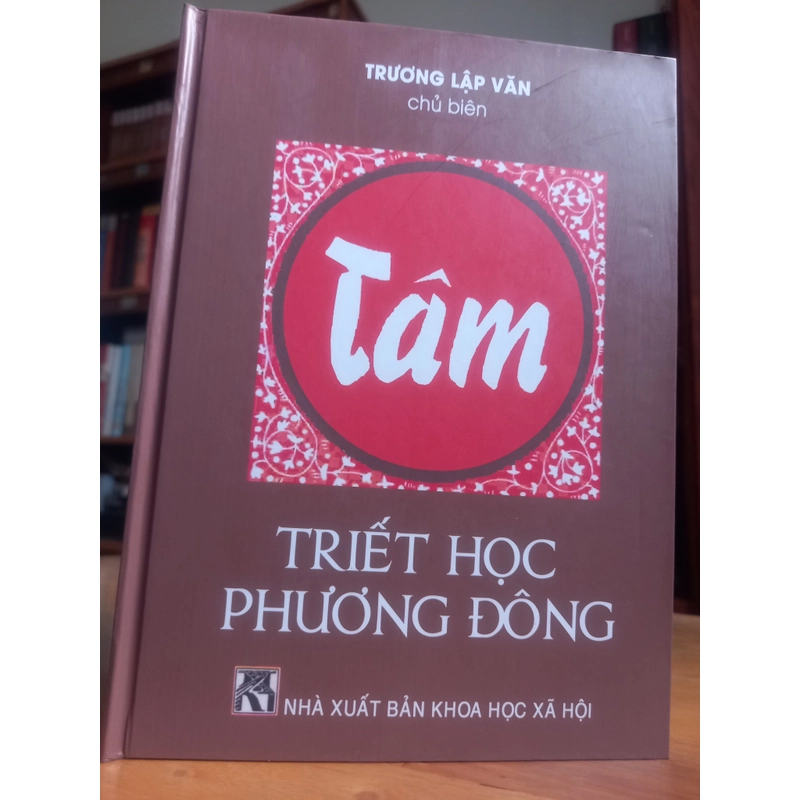 TRƯƠNG LẬP VĂN
chủ biên
Tâm
TRIẾT HỌC
PHƯƠNG ĐÔNG
NHÀ XUẤT BẢN KHOA HỌC XÃ HỘI